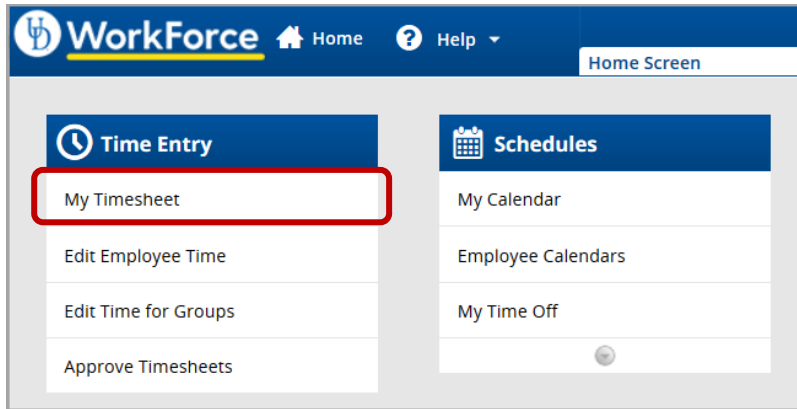 UD WorkForce Home ? Help
Home Screen
Time Entry
My Timesheet
Edit Employee Time
Edit Time for Groups
Approve Timesheets
Schedules
My Calendar
Employee Calendars
My Time Off